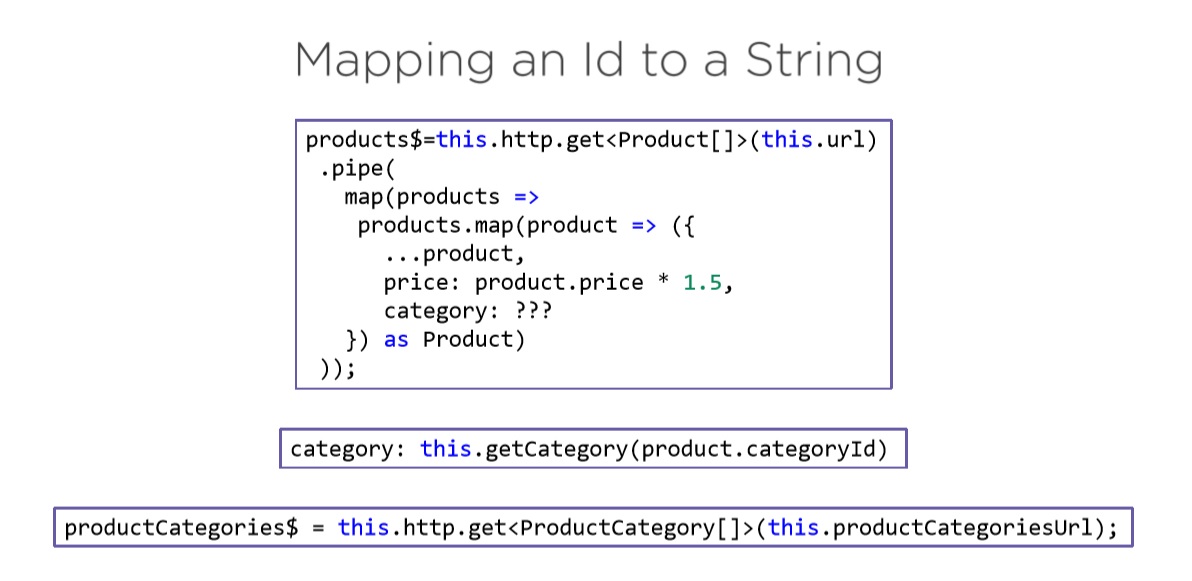 Mapping an Id to a String
products$=this.http.get<Product[]>(this.url)
.pipe(
map(products =>
products.map(product => ({
...product,
price: product.price * 1.5,
category: ???
}) as Product)
));
category: this.getCategory(product.categoryId)
productCategories$ = this.http.get<ProductCategory[]>(this.productCategoriesUrl);